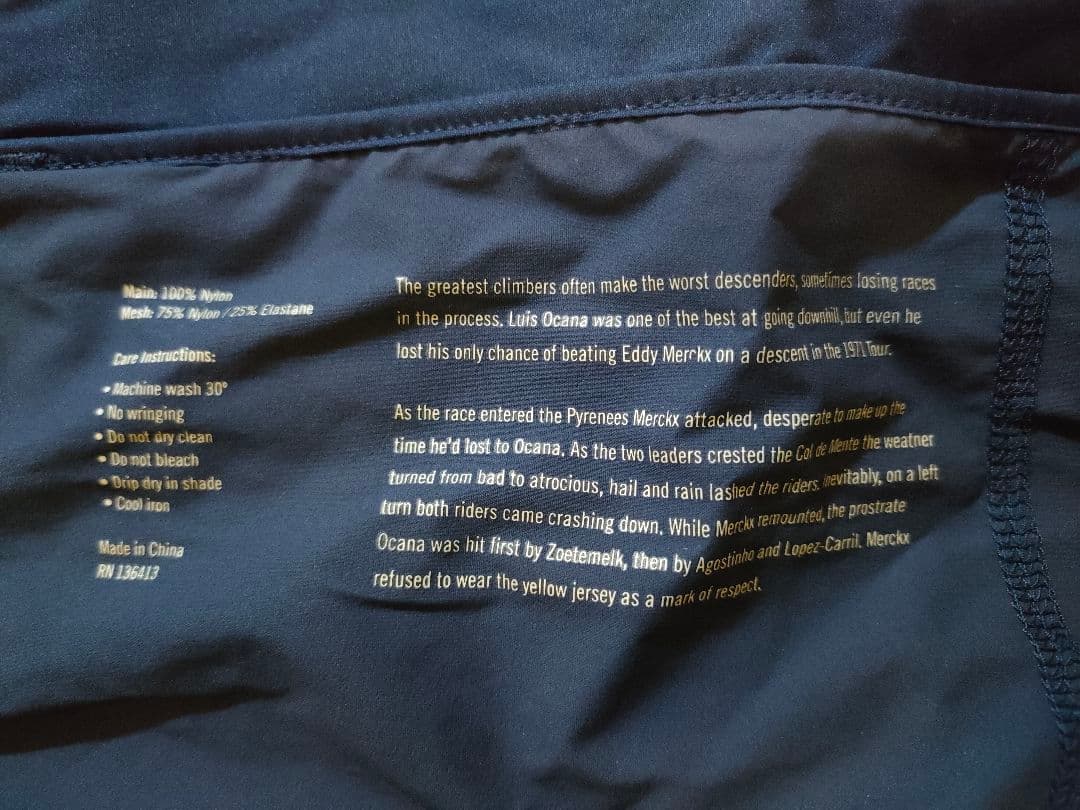 Main: 100% Nylon
Mesh: 75% Nylon / 25% Elastane
Care Instructions:
• Machine wash 30°
• No wringing
• Do not dry clean
• Do not bleach
• Drip dry in shade
• Cool iron
Made in China
RN 136413
The greatest climbers often make the worst descenders, sometimes losing races
in the process. Luis Ocana was one of the best at going downhill, but even he
lost his only chance of beating Eddy Merckx on a descent in the 1971 Tour.
As the race entered the Pyrenees Merckx attacked, desperate to make up the
time he'd lost to Ocana. As the two leaders crested the Col de Mente the weather
turned from bad to atrocious, hail and rain lashed the riders. Inevitably, on a left
turn both riders came crashing down. While Merckx remounted, the prostrate
Ocana was hit first by Zoetemelk, then by Agostinho and Lopez-Carril. Merckx
refused to wear the yellow jersey as a mark of respect.